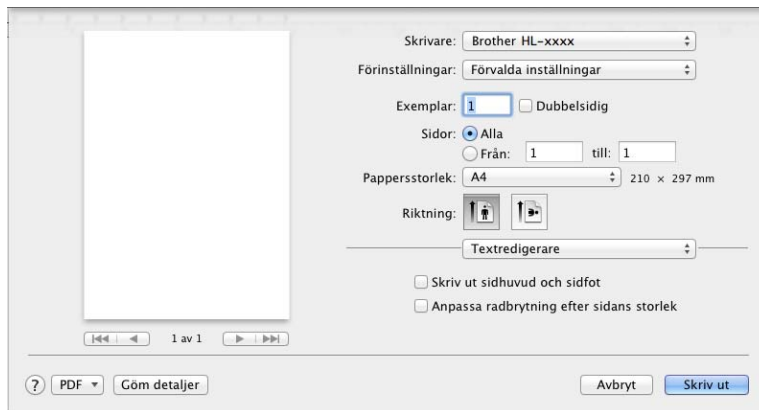 Skrivare: Brother HL-xxxx
Förinställningar: Förvalda inställningar
Exemplar: 1 Dubbelsidig
Sidor: Alla
Från: 1 till: 1
Pappersstorlek: A4 210 × 297 mm
Riktning:
Textredigerare
Skriv ut sidhuvud och sidfot
Anpassa radbrytning efter sidans storlek
1 av 1
? PDF Göm detaljer Avbryt Skriv ut